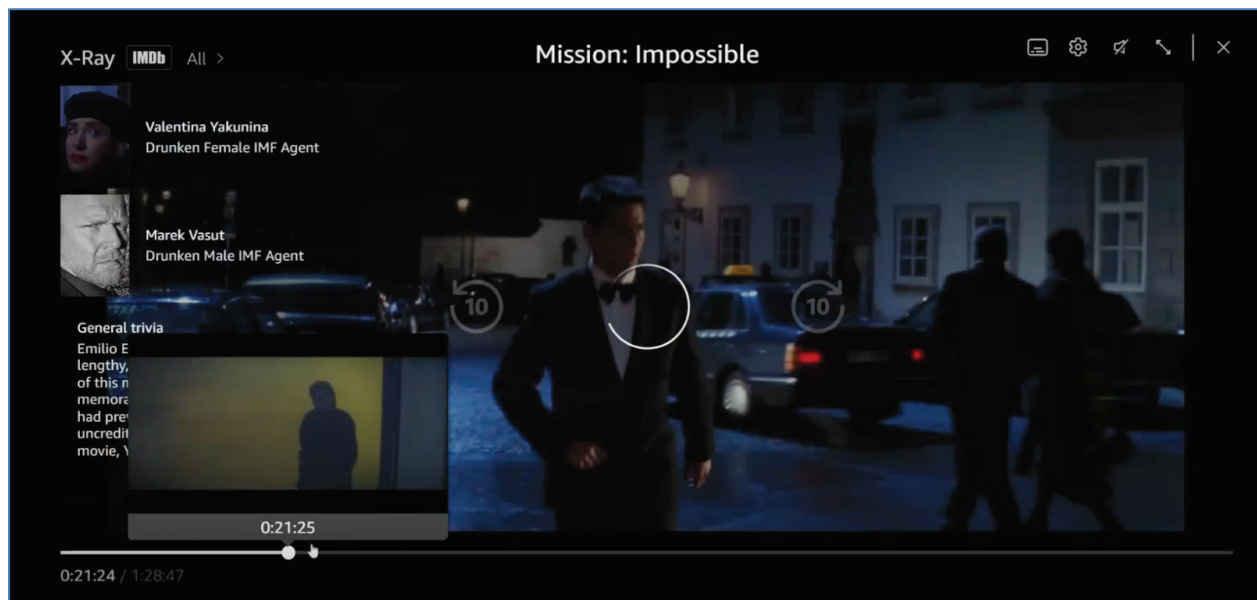 X-Ray IMDb All >
Mission: Impossible
Valentina Yakunina
Drunken Female IMF Agent
Marek Vasut
Drunken Male IMF Agent
10
10
General trivia
Emilio E
lengthy,
of this
memora
had pre
uncredit
movie,
0:21:25
0:21:24 / 1:28:47